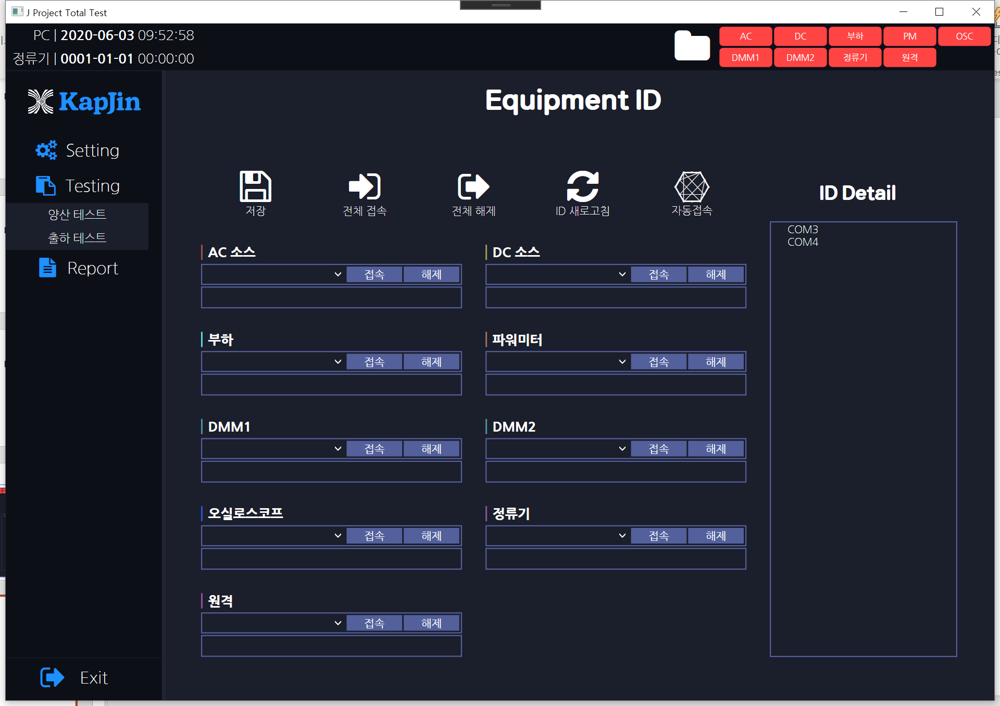 J Project Total Test
PC | 2020-06-03 09:52:58
정류기 | 0001-01-01 00:00:00
AC DC 부하 PM OSC
DMM1 DMM2 정류기 원격
KapJin
Setting
Testing
양산 테스트
출하 테스트
Report
Exit
Equipment ID
저장 전체 접속 전체 해제 ID 새로고침 자동접속
ID Detail
COM3
COM4
AC 소스
접속 해제
DC 소스
접속 해제
부하
접속 해제
파워미터
접속 해제
DMM1
접속 해제
DMM2
접속 해제
오실로스코프
접속 해제
정류기
접속 해제
원격
접속 해제